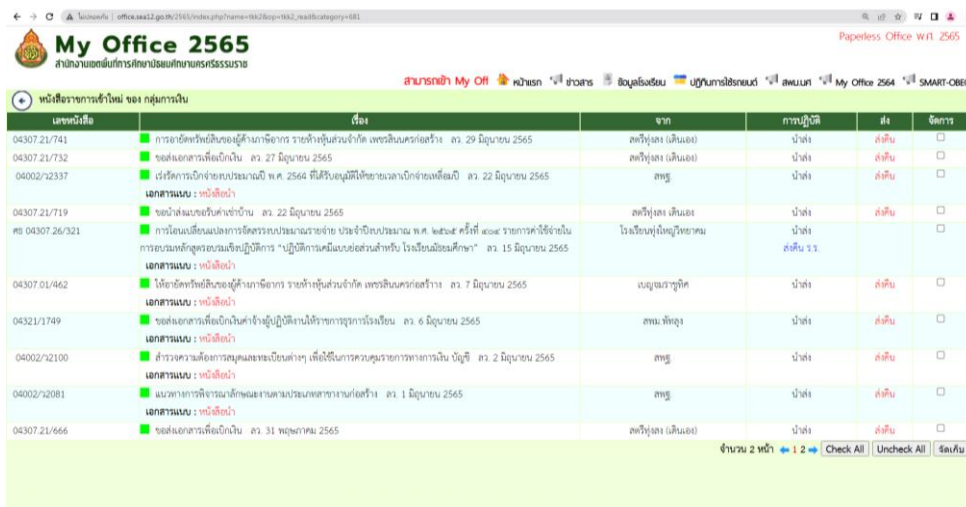 ไม่ปลอดภัย | office.sea12.go.th/2565/index.php?name=tkk2&op=tkk2_read&category=681
My Office 2565
สำนักงานเขตพื้นที่การศึกษามัธยมศึกษานครศรีธรรมราช
Paperless Office พ.ศ. 2565
สามารถเข้า My Off หน้าแรก ข่าวสาร ข้อมูลโรงเรียน ปฏิทินการใช้รถยนต์ สพม.นศ My Office 2564 SMART-OBEC
หนังสือราชการเข้าใหม่ ของ กลุ่มการเงิน
เลขหนังสือ เรื่อง จาก การปฏิบัติ ส่ง จัดการ
04307.21/741 การอายัดทรัพย์สินของผู้ค้างภาษีอากร รายห้างหุ้นส่วนจำกัด เพชรสินนครก่อสร้าง ลว. 29 มิถุนายน 2565 สตรีทุ่งสง (เดินเอง) นำส่ง ส่งคืน
04307.21/732 ขอส่งเอกสารเพื่อเบิกเงิน ลว. 27 มิถุนายน 2565 สตรีทุ่งสง (เดินเอง) นำส่ง ส่งคืน
04002/ว2337 เร่งรัดการเบิกจ่ายงบประมาณปี พ.ศ. 2564 ที่ได้รับอนุมัติให้ขยายเวลาเบิกจ่ายเหลื่อมปี ลว. 22 มิถุนายน 2565 สพฐ นำส่ง ส่งคืน
เอกสารแนบ : หนังสือนำ
04307.21/719 ขอนำส่งแบบขอรับค่าเช่าบ้าน ลว. 22 มิถุนายน 2565 สตรีทุ่งสง เดินเอง นำส่ง ส่งคืน
ศธ 04307.26/321 การโอนเปลี่ยนแปลงการจัดสรรงบประมาณรายจ่าย ประจำปีงบประมาณ พ.ศ. ๒๕๖๕ ครั้งที่ ๔๐๔ รายการค่าใช้จ่ายใน โรงเรียนทุ่งใหญ่วิทยาคม นำส่ง
การอบรมหลักสูตรอบรมเชิงปฏิบัติการ "ปฏิบัติการเคมีแบบย่อส่วนสำหรับ โรงเรียนมัธยมศึกษา" ลว. 15 มิถุนายน 2565 ส่งคืน ร.ร.
เอกสารแนบ : หนังสือนำ
04307.01/462 ให้อายัดทรัพย์สินของผู้ค้างภาษีอากร รายห้างหุ้นส่วนจำกัด เพชรสินนครก่อสร้าาง ลว. 7 มิถุนายน 2565 เบญจมราชูทิศ นำส่ง ส่งคืน
เอกสารแนบ : หนังสือนำ
04321/1749 ขอส่งเอกสารเพื่อเบิกเงินค่าจ้างผู้ปฏิบัติงานให้ราชการธุรการโรงเรียน ลว. 6 มิถุนายน 2565 สพม.พัทลุง นำส่ง ส่งคืน
เอกสารแนบ : หนังสือนำ
04002/ว2100 สำรวจความต้องการสมุดและทะเบียนต่างๆ เพื่อใช้ในการควบคุมรายการทางการเงิน บัญชี ลว. 2 มิถุนายน 2565 สพฐ นำส่ง ส่งคืน
เอกสารแนบ : หนังสือนำ
04002/ว2081 แนวทางการพิจารณาลักษณะงานตามประเภทสาขางานก่อสร้าง ลว. 1 มิถุนายน 2565 สพฐ นำส่ง ส่งคืน
เอกสารแนบ : หนังสือนำ
04307.21/666 ขอส่งเอกสารเพื่อเบิกเงิน ลว. 31 พฤษภาคม 2565 สตรีทุ่งสง (เดินเอง) นำส่ง ส่งคืน
จำนวน 2 หน้า 1 2 Check All Uncheck All จัดเก็บ